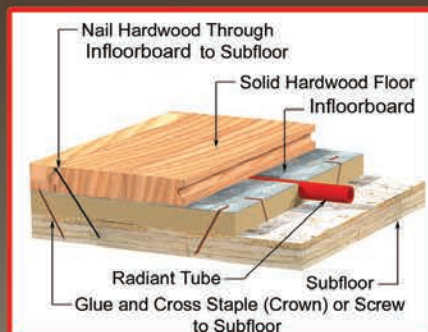 Nail Hardwood Through
Infloorboard to Subfloor
Solid Hardwood Floor
Infloorboard
Radiant Tube
Subfloor
Glue and Cross Staple (Crown) or Screw
to Subfloor